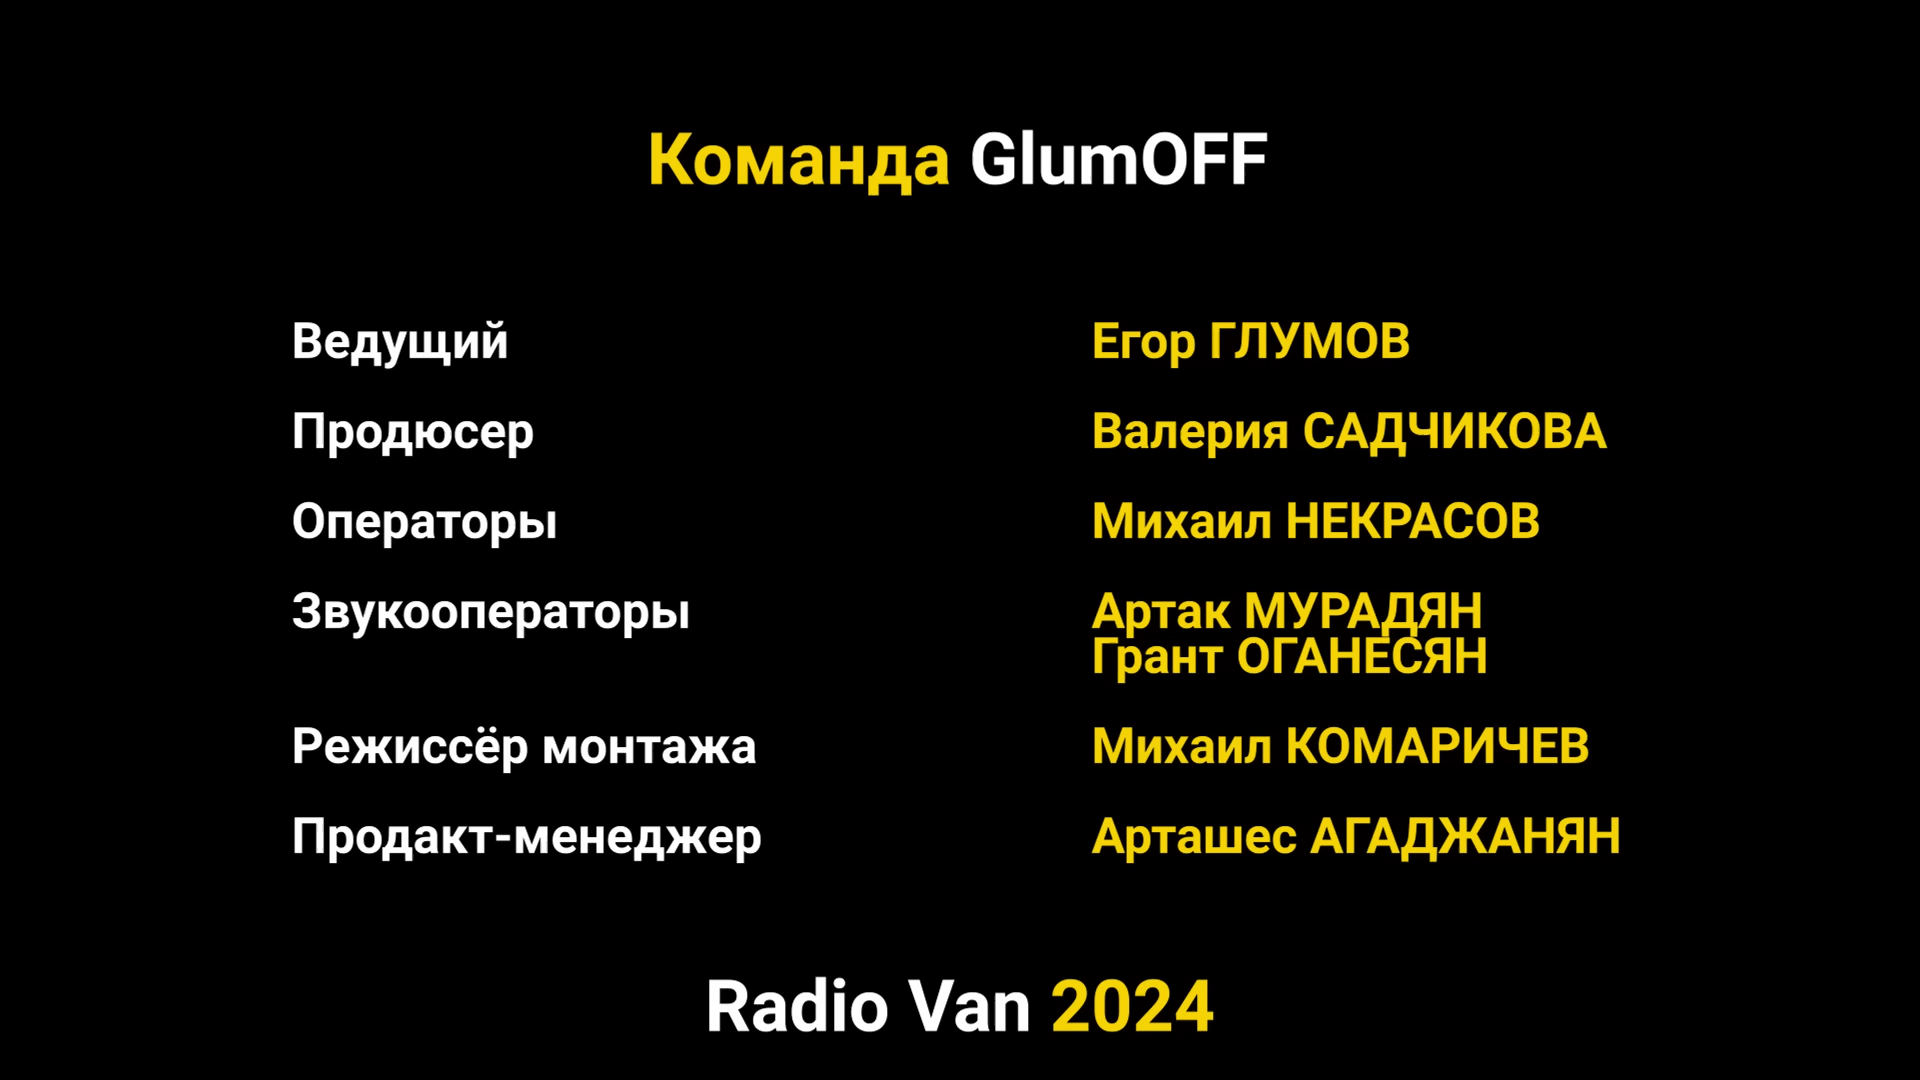 Команда GlumOFF
Ведущий Егор ГЛУМОВ
Продюсер Валерия САДЧИКОВА
Операторы Михаил НЕКРАСОВ
Звукооператоры Артак МУРАДЯН
Грант ОГАНЕСЯН
Режиссёр монтажа Михаил КОМАРИЧЕВ
Продакт-менеджер Арташес АГАДЖАНЯН
Radio Van 2024